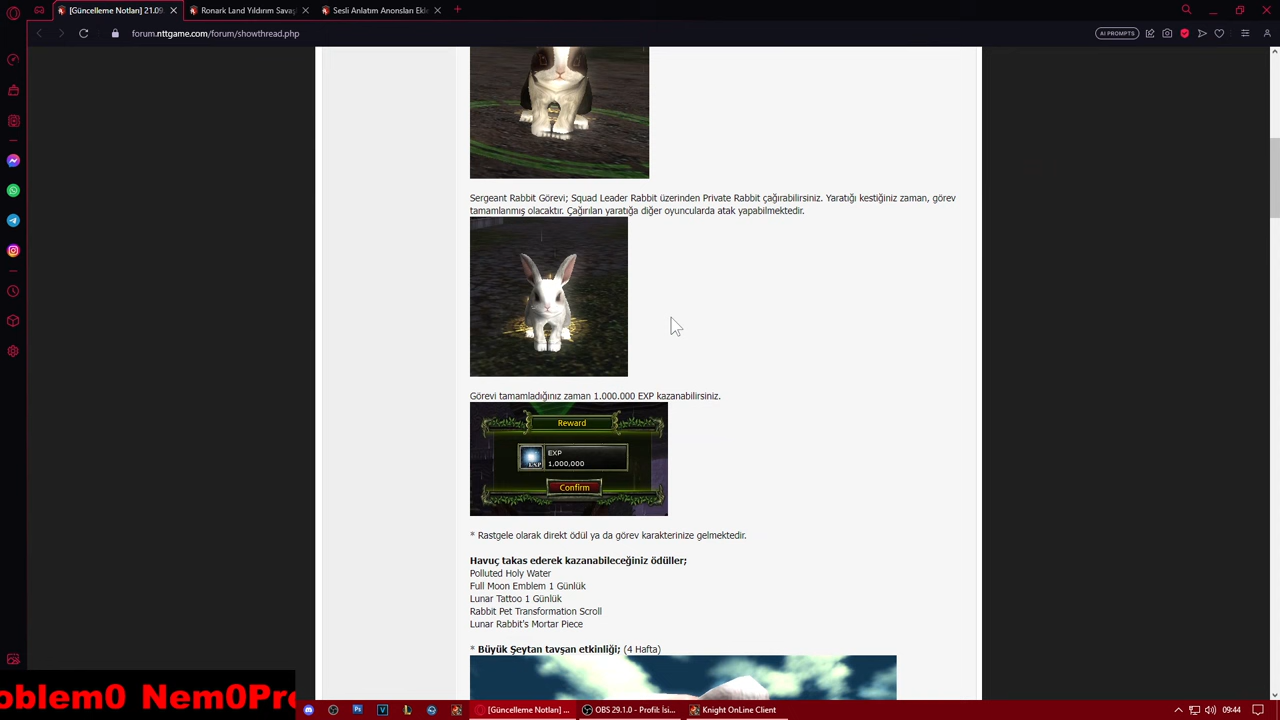 [Güncelleme Notları] 21.09.
Ronark Land Yıldırım Savaş
Sesli Anlatım Anonsları Ekl
forum.nttgame.com/forum/showthread.php
AI PROMPTS
Sergeant Rabbit Görevi; Squad Leader Rabbit üzerinden Private Rabbit çağırabilirsiniz. Yaratığı kestiğiniz zaman, görev
tamamlanmış olacaktır. Çağırılan yaratığa diğer oyuncularda atak yapabilmektedir.
Görevi tamamladığınız zaman 1.000.000 EXP kazanabilirsiniz.
Reward
EXP
EXP
1,000,000
Confirm
* Rastgele olarak direkt ödül ya da görev karakterinize gelmektedir.
Havuç takas ederek kazanabileceğiniz ödüller;
Polluted Holy Water
Full Moon Emblem 1 Günlük
Lunar Tattoo 1 Günlük
Rabbit Pet Transformation Scroll
Lunar Rabbit's Mortar Piece
* Büyük Şeytan tavşan etkinliği; (4 Hafta)
oblem0 Nem0Pr
[Güncelleme Notları] ...
OBS 29.1.0 - Profil: İsi...
Knight OnLine Client
09:44